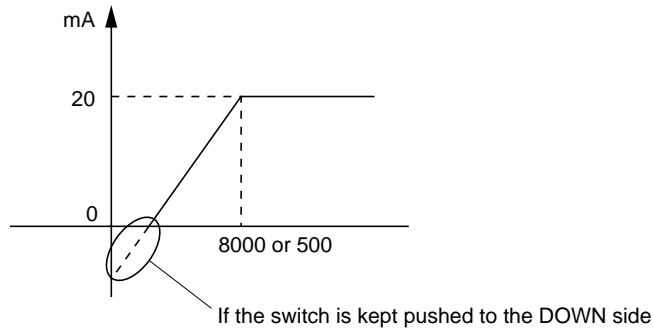 mA
20
0
8000 or 500
If the switch is kept pushed to the DOWN side